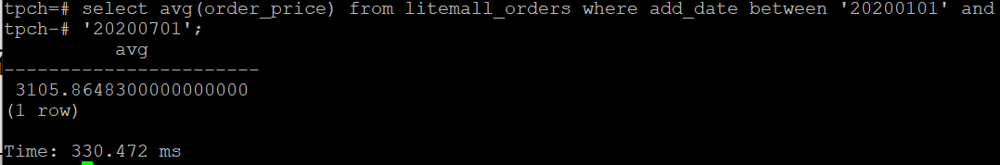 tpch=# select avg(order_price) from litemall_orders where add_date between '20200101' and
tpch-# '20200701';
avg
-----------------------
3105.8648300000000000
(1 row)
Time: 330.472 ms